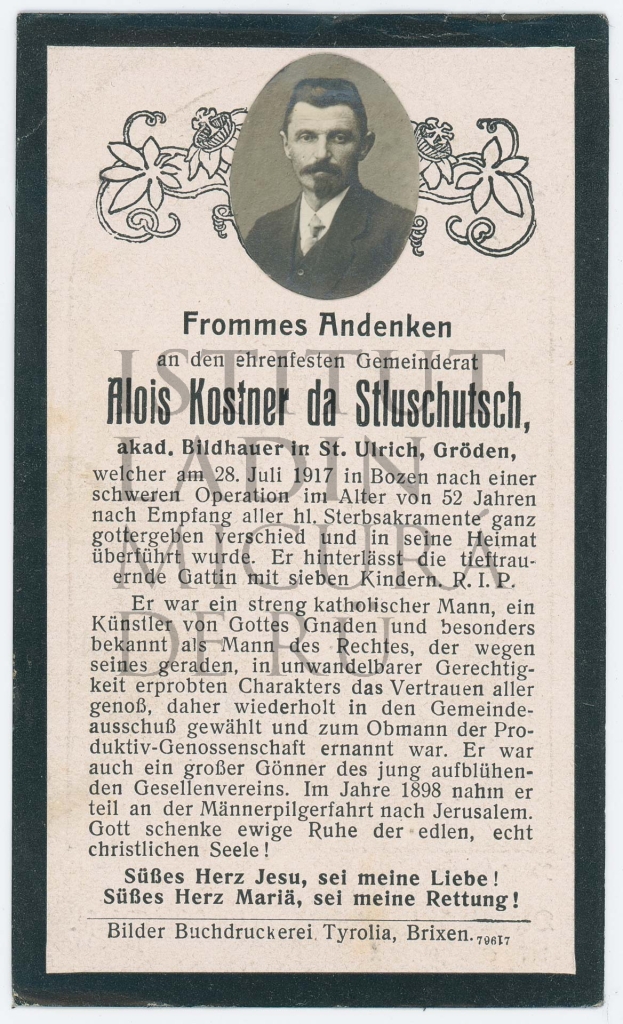 Frommes Andenken
an den ehrenfesten Gemeinderat
Alois Kostner da Stluschutsch,
akad. Bildhauer in St. Ulrich, Gröden,
welcher am 28. Juli 1917 in Bozen nach einer
schweren Operation im Alter von 52 Jahren
nach Empfang aller hl. Sterbsakramente ganz
gottergeben verschied und in seine Heimat
überführt wurde. Er hinterlässt die tieftrau-
ernde Gattin mit sieben Kindern. R. I. P.
Er war ein streng katholischer Mann, ein
Künstler von Gottes Gnaden und besonders
bekannt als Mann des Rechtes, der wegen
seines geraden, in unwandelbarer Gerechtig-
keit erprobten Charakters das Vertrauen aller
genoß, daher wiederholt in den Gemeinde-
ausschuß gewählt und zum Obmann der Pro-
duktiv-Genossenschaft ernannt war. Er war
auch ein großer Gönner des jung aufblühen-
den Gesellenvereins. Im Jahre 1898 nahm er
teil an der Männerpilgerfahrt nach Jerusalem.
Gott schenke ewige Ruhe der edlen, echt
christlichen Seele!
Süßes Herz Jesu, sei meine Liebe!
Süßes Herz Mariä, sei meine Rettung!
Bilder Buchdruckerei Tyrolia, Brixen. 79617
ISTITUT
LADIN
MICURÁ
DE RÜ